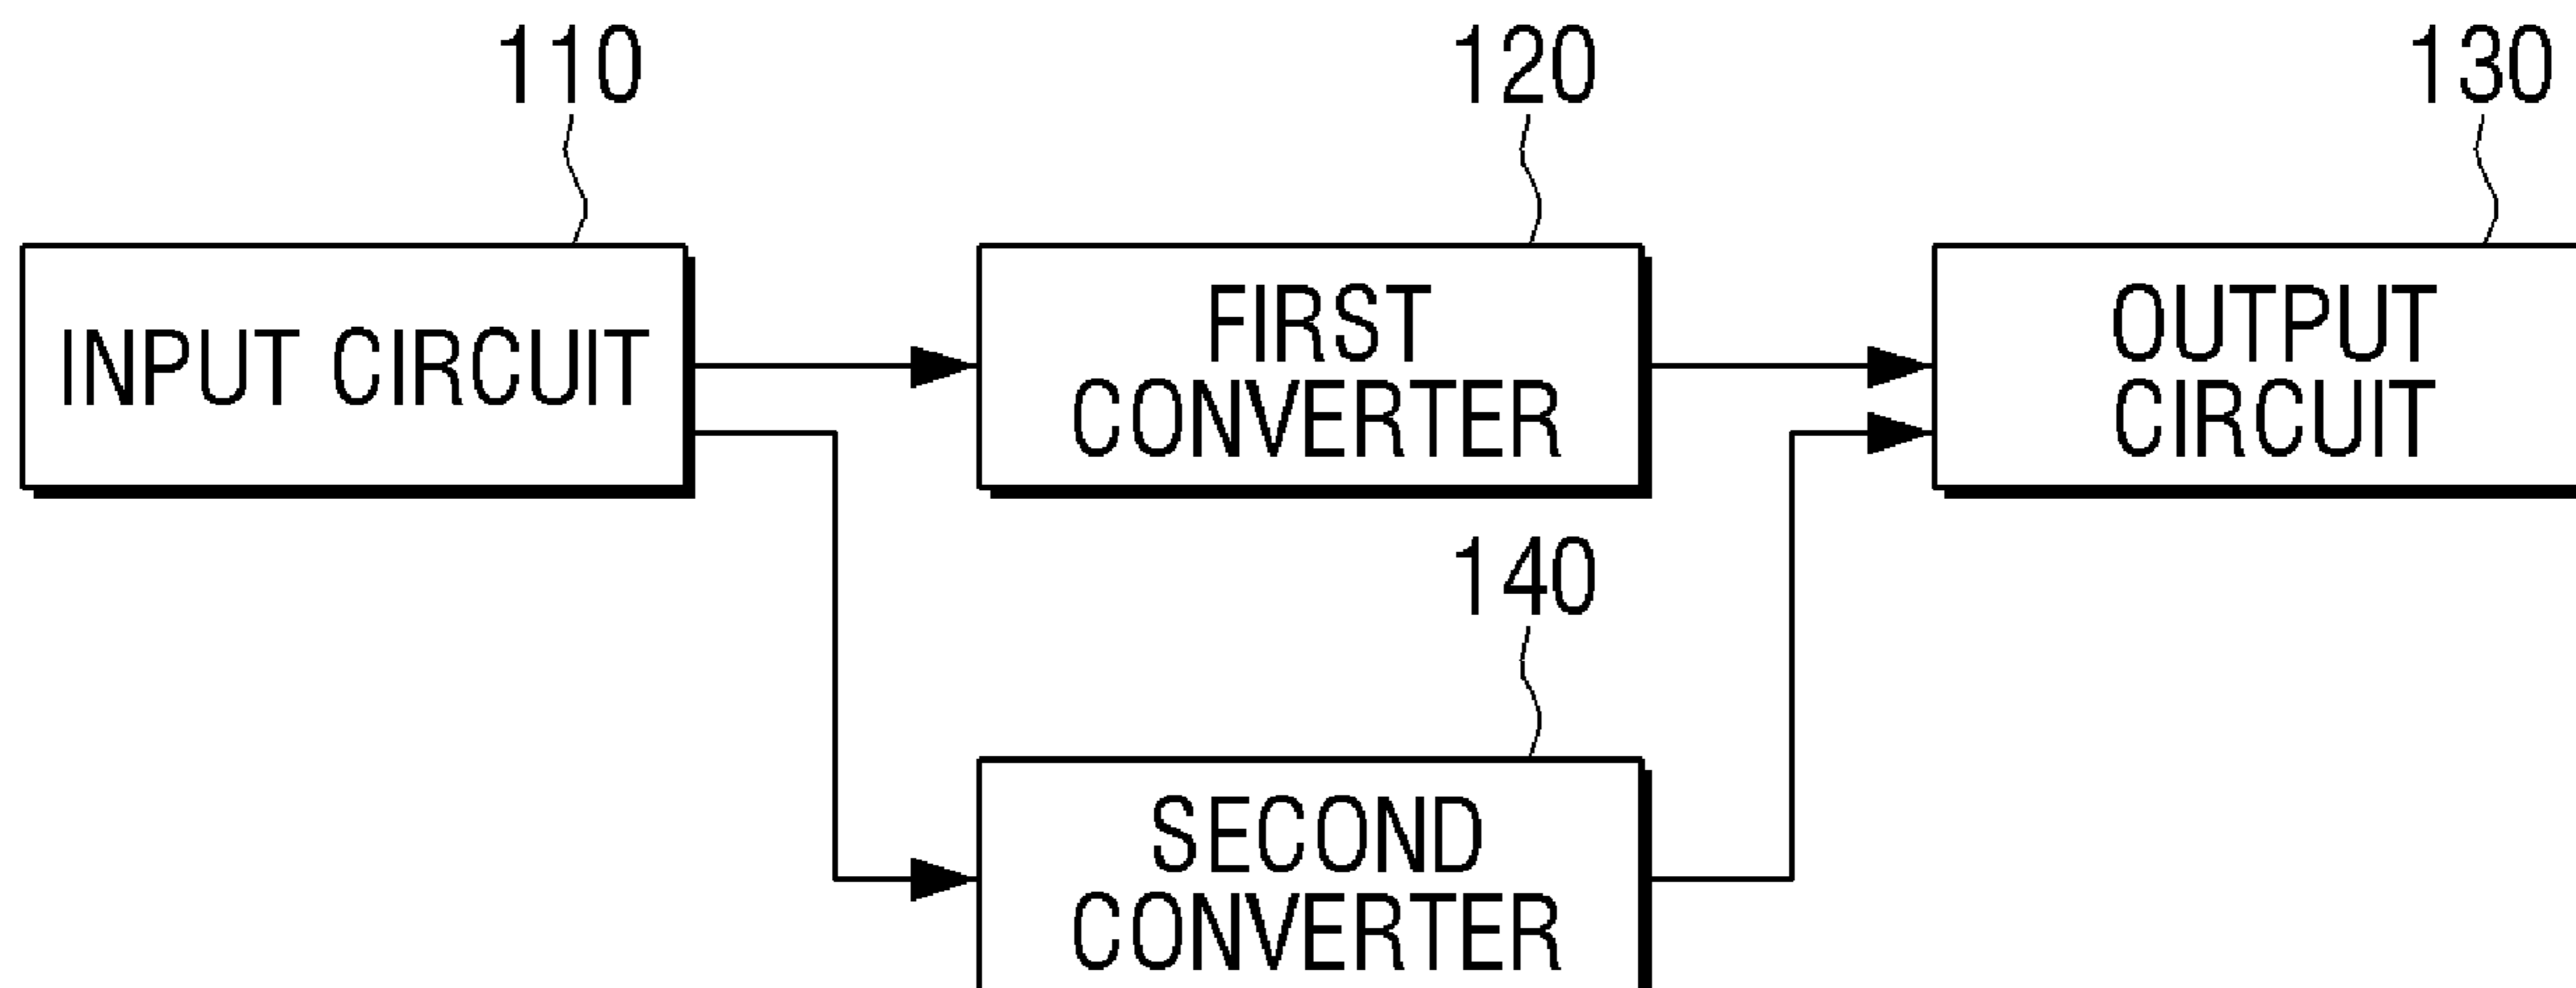 110
120
130
INPUT CIRCUIT
FIRST
CONVERTER
OUTPUT
CIRCUIT
140
SECOND
CONVERTER